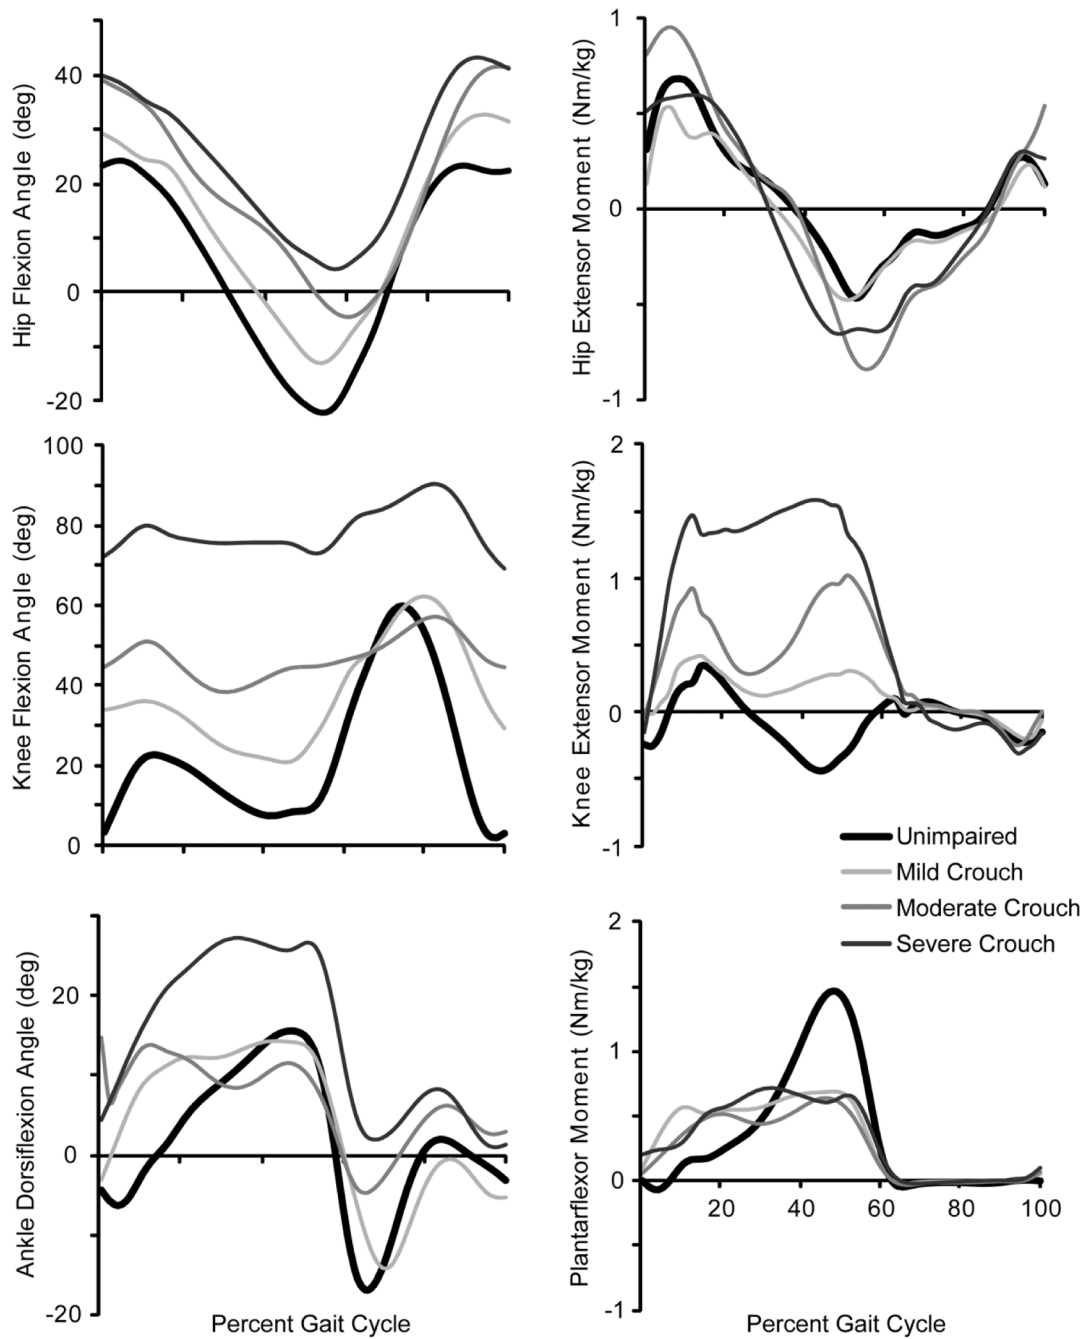 Hip Flexion Angle (deg)
40
20
0
-20
Hip Extensor Moment (Nm/kg)
1
0
-1
Knee Flexion Angle (deg)
100
80
60
40
20
0
Knee Extensor Moment (Nm/kg)
2
1
0
-1
Unimpaired
Mild Crouch
Moderate Crouch
Severe Crouch
Ankle Dorsiflexion Angle (deg)
20
0
-20
Percent Gait Cycle
Plantarflexor Moment (Nm/kg)
2
1
0
-1
20 40 60 80 100
Percent Gait Cycle